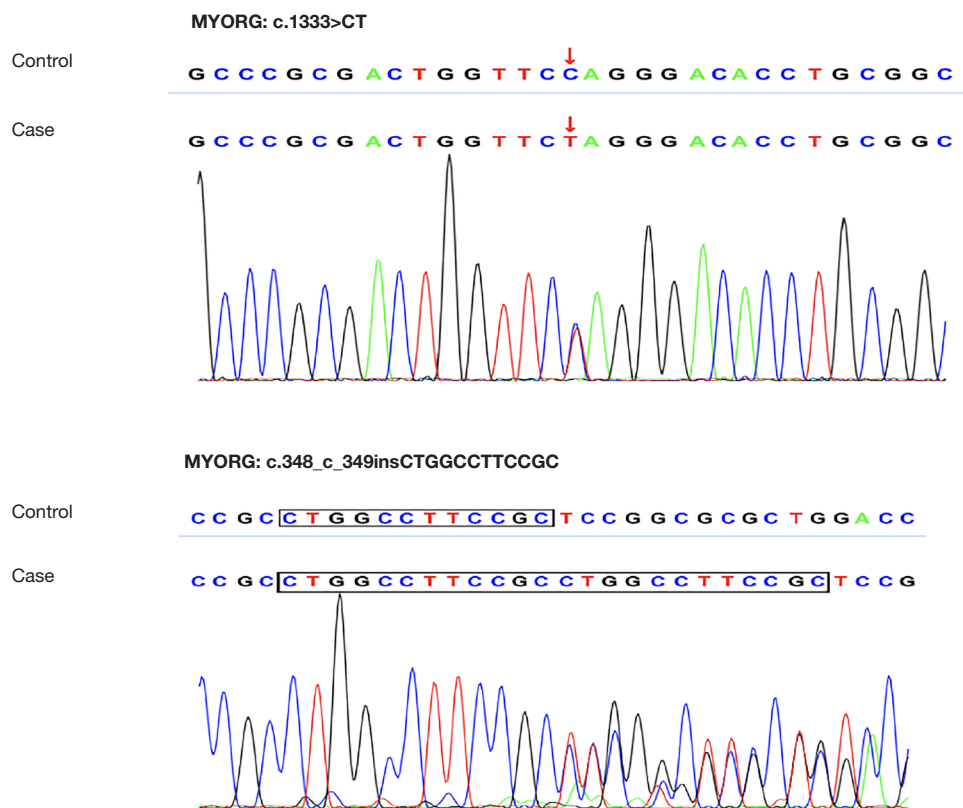 MYORG: c.1333>CT
Control
G C C C G C G A C T G G T T C C A G G G A C A C C T G C G G C
Case
G C C C G C G A C T G G T T C T A G G G A C A C C T G C G G C
MYORG: c.348_c_349insCTGGCCTTCCGC
Control
C C G C C T G G C C T T C C G C T C C G G C G C G C T G G A C C
Case
C C G C C T G G C C T T C C G C C T G G C C T T C C G C T C C G